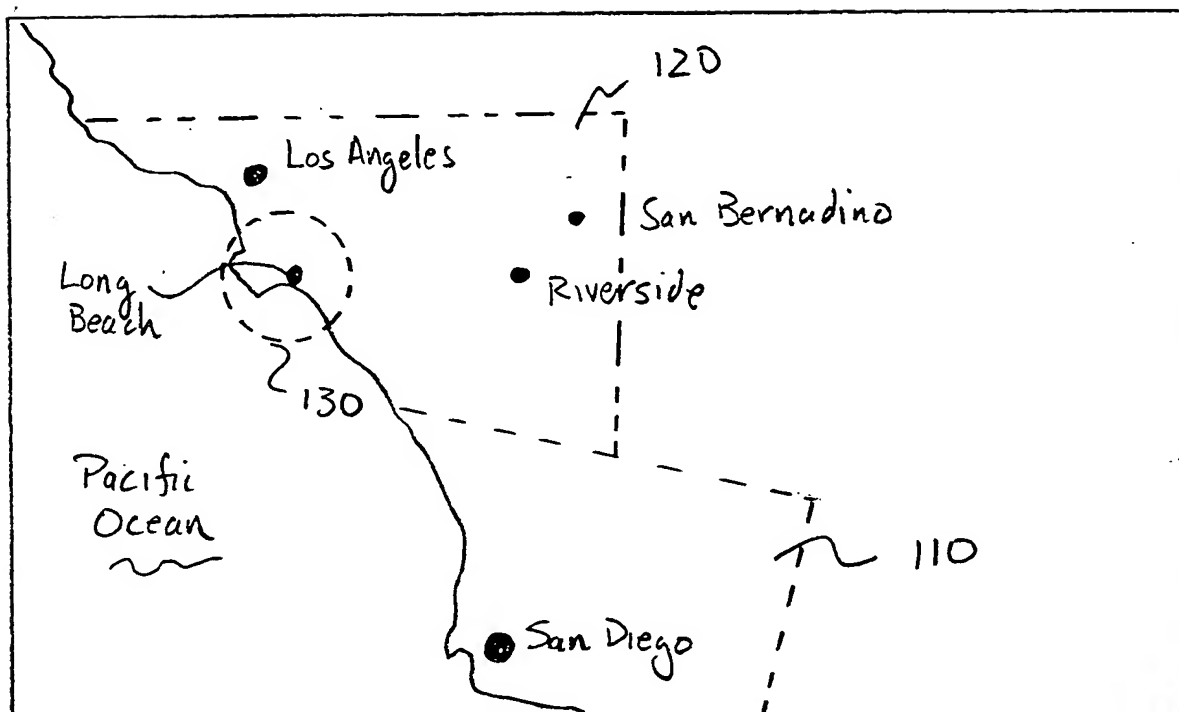 120
Los Angeles
San Bernadino
Long
Beach
Riverside
130
Pacific
Ocean
110
San Diego